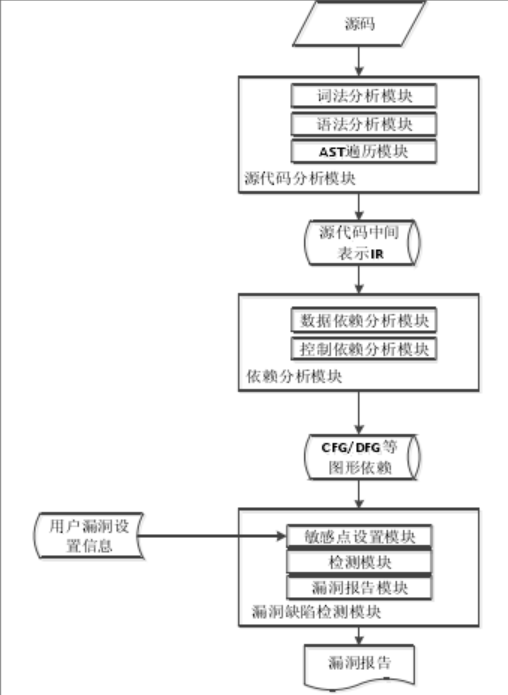 源码
词法分析模块
语法分析模块
AST遍历模块
源代码分析模块
源代码中间
表示IR
数据依赖分析模块
控制依赖分析模块
依赖分析模块
CFG/DFG等
图形依赖
用户漏洞设
置信息
敏感点设置模块
检测模块
漏洞报告模块
漏洞缺陷检测模块
漏洞报告